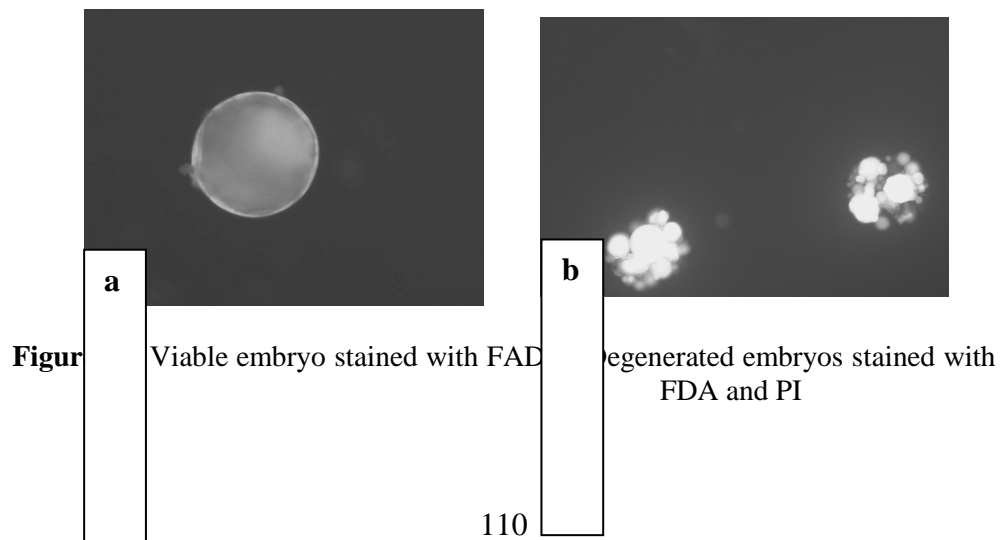 a
b
Figur Viable embryo stained with FAD egenerated embryos stained with
FDA and PI
110